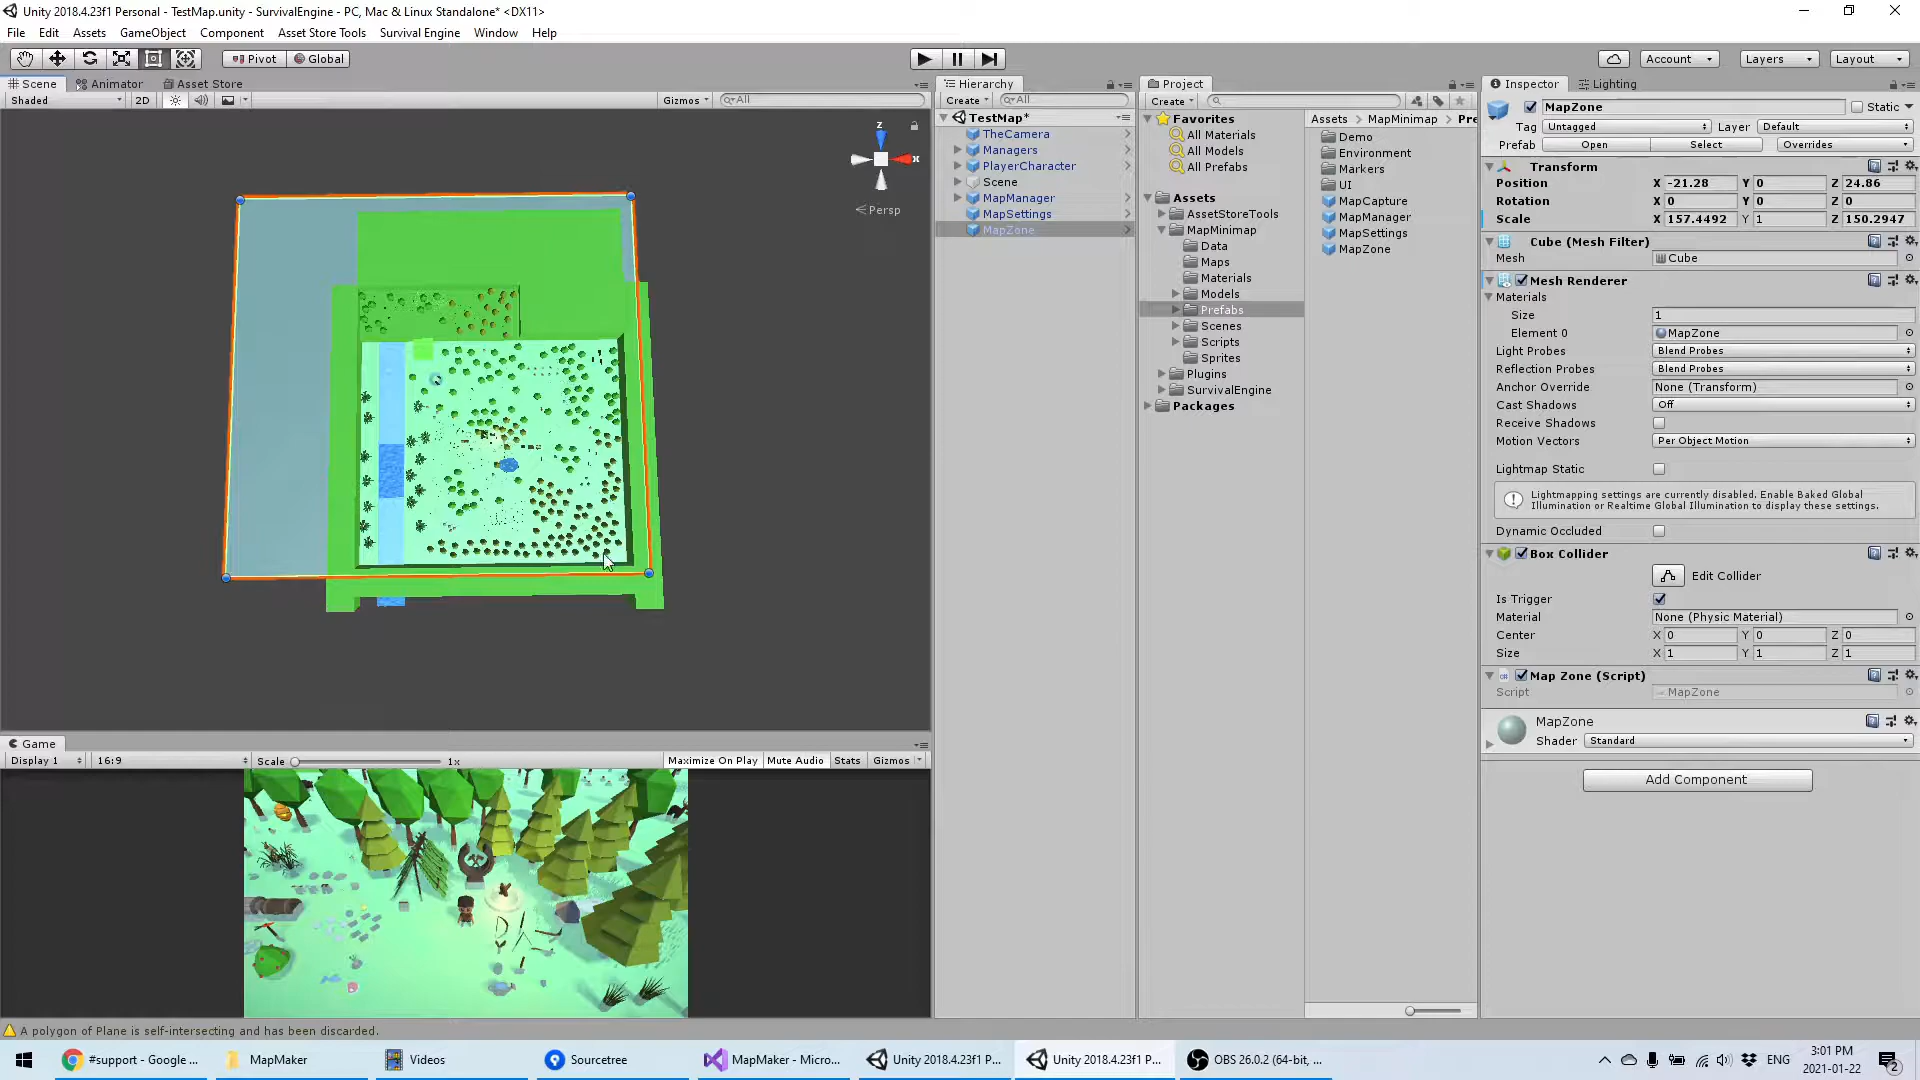 Unity 2018.4.23f1 Personal - TestMap.unity - SurvivalEngine - PC, Mac & Linux Standalone* <DX11>
File Edit Assets GameObject Component Asset Store Tools Survival Engine Window Help
Pivot Global Account Layers Layout
Scene Animator Asset Store
Shaded 2D Gizmos All
z
x
Persp
Hierarchy
Create All
TestMap*
TheCamera
Managers
PlayerCharacter
Scene
MapManager
MapSettings
MapZone
Project
Create
Favorites
All Materials
All Models
All Prefabs
Assets
AssetStoreTools
MapMinimap
Data
Maps
Materials
Models
Prefabs
Scenes
Scripts
Sprites
Plugins
SurvivalEngine
Packages
Assets MapMinimap Pre
Demo
Environment
Markers
UI
MapCapture
MapManager
MapSettings
MapZone
Inspector Lighting
MapZone Static
Tag Untagged Layer Default
Prefab Open Select Overrides
Transform
Position X -21.28 Y 0 Z 24.86
Rotation X 0 Y 0 Z 0
Scale X 157.4492 Y 1 Z 150.2947
Cube (Mesh Filter)
Mesh Cube
Mesh Renderer
Materials
Size 1
Element 0 MapZone
Light Probes Blend Probes
Reflection Probes Blend Probes
Anchor Override None (Transform)
Cast Shadows Off
Receive Shadows
Motion Vectors Per Object Motion
Lightmap Static
Lightmapping settings are currently disabled. Enable Baked Global
Illumination or Realtime Global Illumination to display these settings.
Dynamic Occluded
Box Collider
Edit Collider
Is Trigger
Material None (Physic Material)
Center X 0 Y 0 Z 0
Size X 1 Y 1 Z 1
Map Zone (Script)
Script MapZone
MapZone
Shader Standard
Add Component
Game
Display 1 16:9 Scale 1x Maximize On Play Mute Audio Stats Gizmos
A polygon of Plane is self-intersecting and has been discarded.
#support - Google ... MapMaker Videos Sourcetree MapMaker - Micro... Unity 2018.4.23f1 P... Unity 2018.4.23f1 P... OBS 26.0.2 (64-bit, ... ENG
3:01 PM
2021-01-22
2